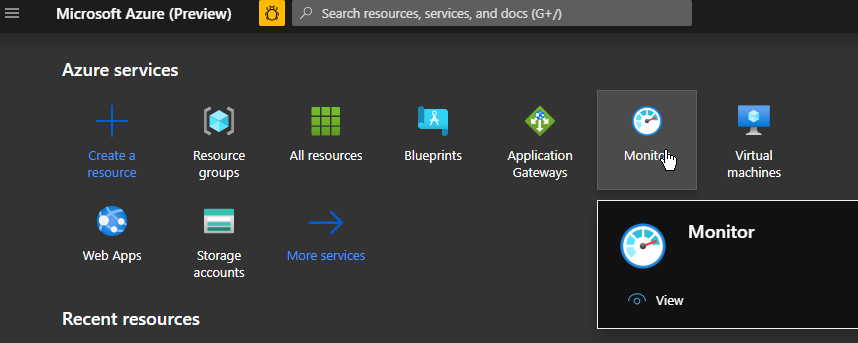 Microsoft Azure (Preview)
Search resources, services, and docs (G+/)
Azure services
Create a
resource
Resource
groups
All resources
Blueprints
Application
Gateways
Monitor
Virtual
machines
Web Apps
Storage
accounts
More services
Monitor
View
Recent resources